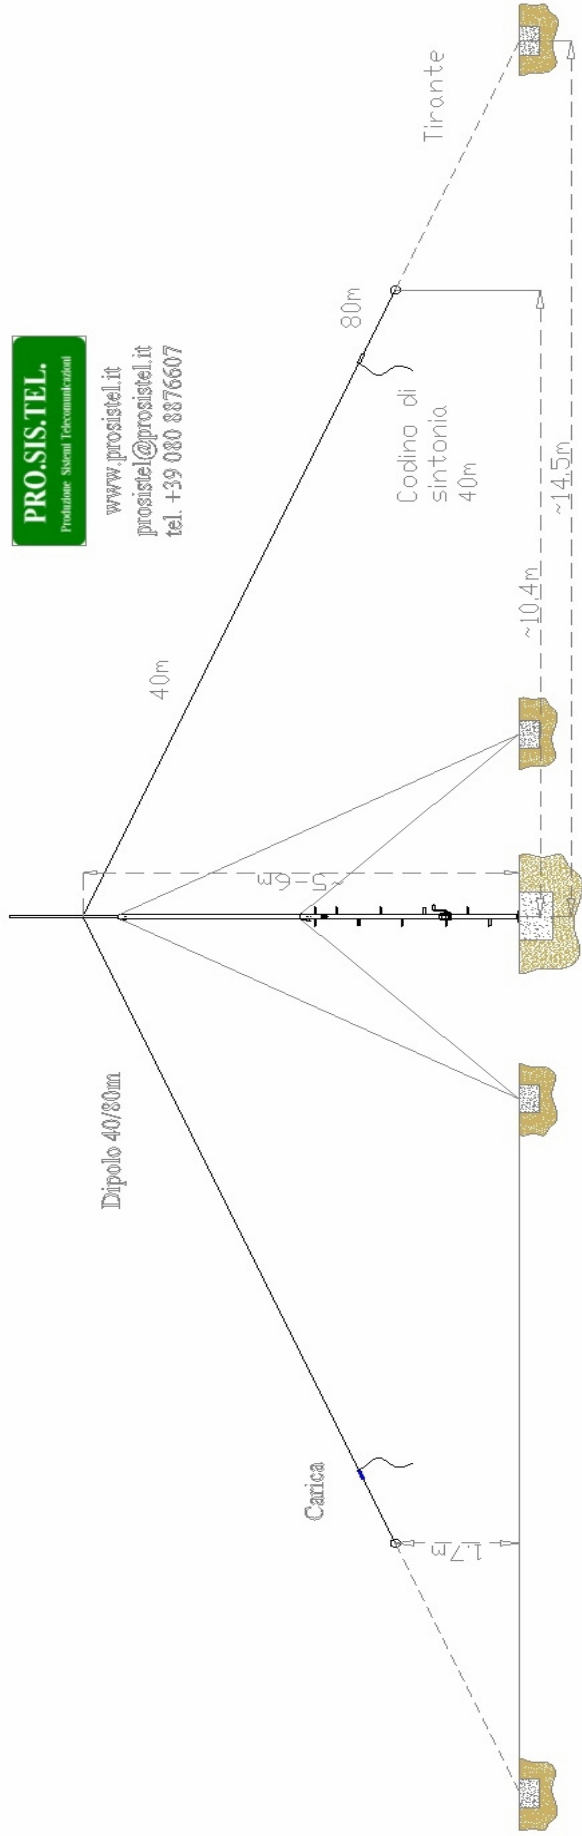 PRO.SIS.TEL.
Produzione Sistemi Telecomunicazioni
www.prosistel.it
prosistel@prosistel.it
tel. +39 080 8876607
Dipolo 40/80m
40m
80m
Tirante
Carica
Codino di
sintonia
40m
~5-6m
1.7m
~10.4m
~14.5m